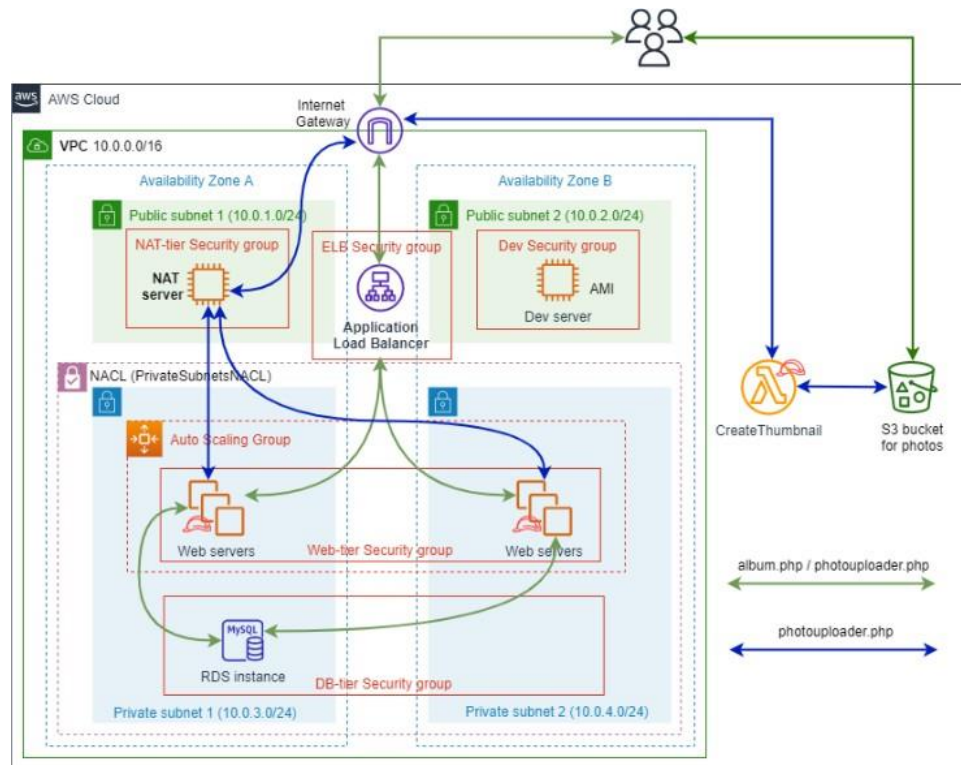 aws
AWS Cloud
Internet
Gateway
VPC 10.0.0.0/16
Availability Zone A
Availability Zone B
Public subnet 1 (10.0.1.0/24)
Public subnet 2 (10.0.2.0/24)
NAT-tier Security group
ELB Security group
Dev Security group
NAT
server
AMI
Dev server
Application
Load Balancer
NACL (PrivateSubnetsNACL)
CreateThumbnail
S3 bucket
for photos
Auto Scaling Group
Web servers
Web-tier Security group
Web servers
album.php / photouploader.php
photouploader.php
MySQL
RDS instance
DB-tier Security group
Private subnet 1 (10.0.3.0/24)
Private subnet 2 (10.0.4.0/24)